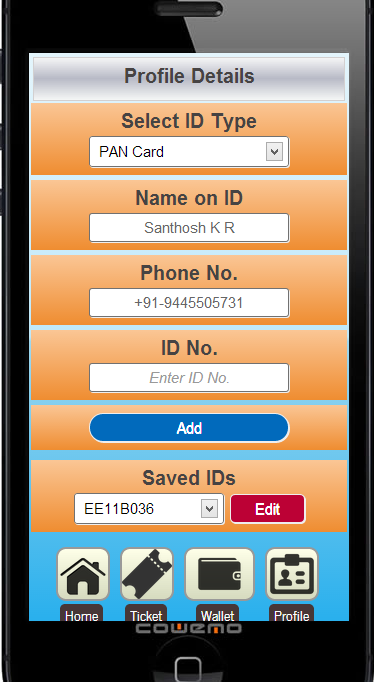 Profile Details
Select ID Type
PAN Card
Name on ID
Santhosh K R
Phone No.
+91-9445505731
ID No.
Enter ID No.
Add
Saved IDs
EE11B036 Edit
Home Ticket Wallet Profile
cowemo